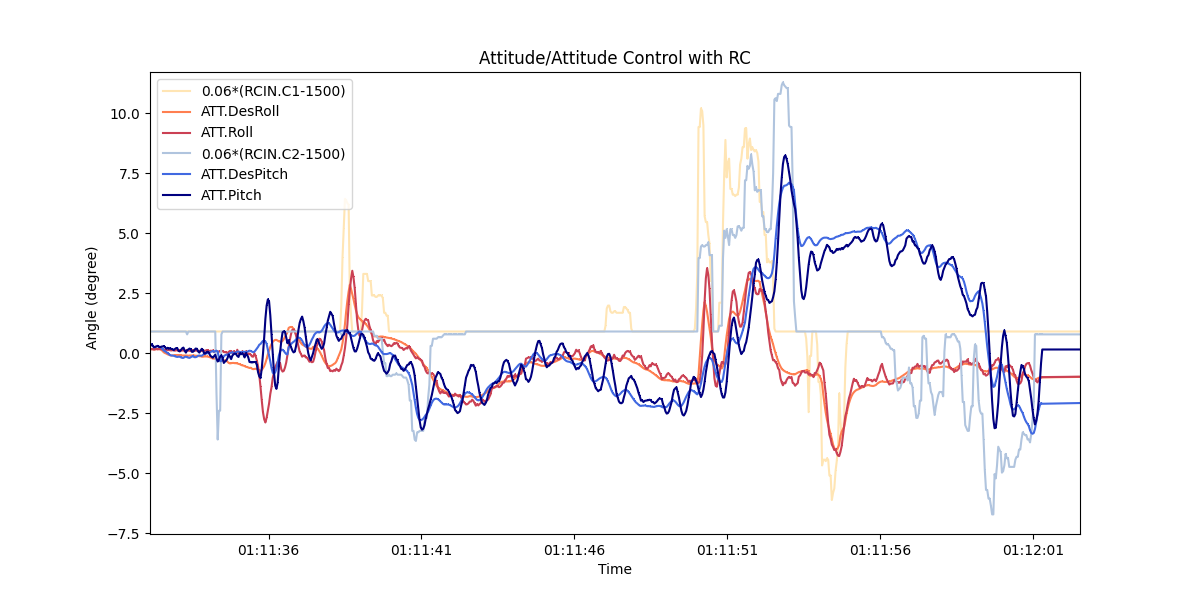 Attitude/Attitude Control with RC
0.06*(RCIN.C1-1500)
ATT.DesRoll
ATT.Roll
0.06*(RCIN.C2-1500)
ATT.DesPitch
ATT.Pitch
Angle (degree)
10.0
7.5
5.0
2.5
0.0
−2.5
−5.0
−7.5
01:11:36 01:11:41 01:11:46 01:11:51 01:11:56 01:12:01
Time